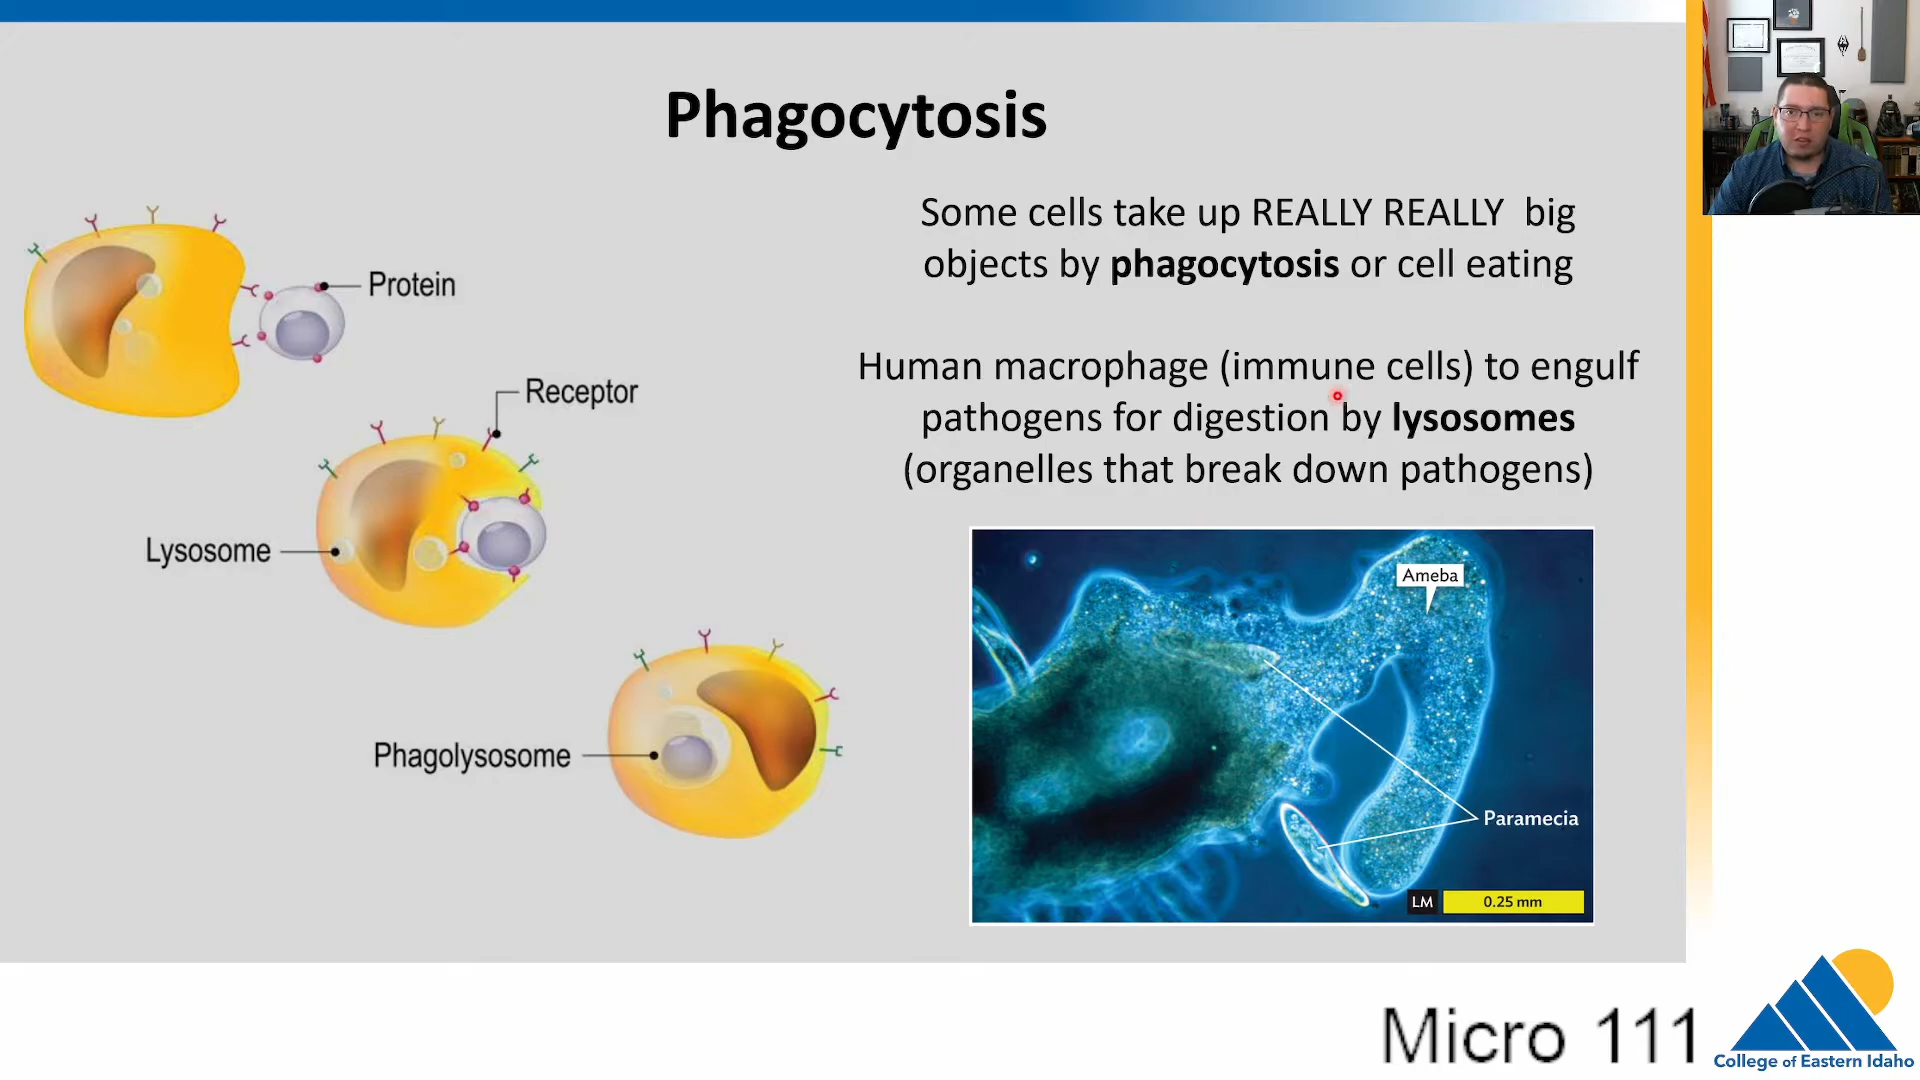 Phagocytosis
Some cells take up REALLY REALLY big
objects by phagocytosis or cell eating
Human macrophage (immune cells) to engulf
pathogens for digestion by lysosomes
(organelles that break down pathogens)
Protein
Receptor
Lysosome
Phagolysosome
Ameba
Paramecia
LM
0.25 mm
Micro 111
College of Eastern Idaho